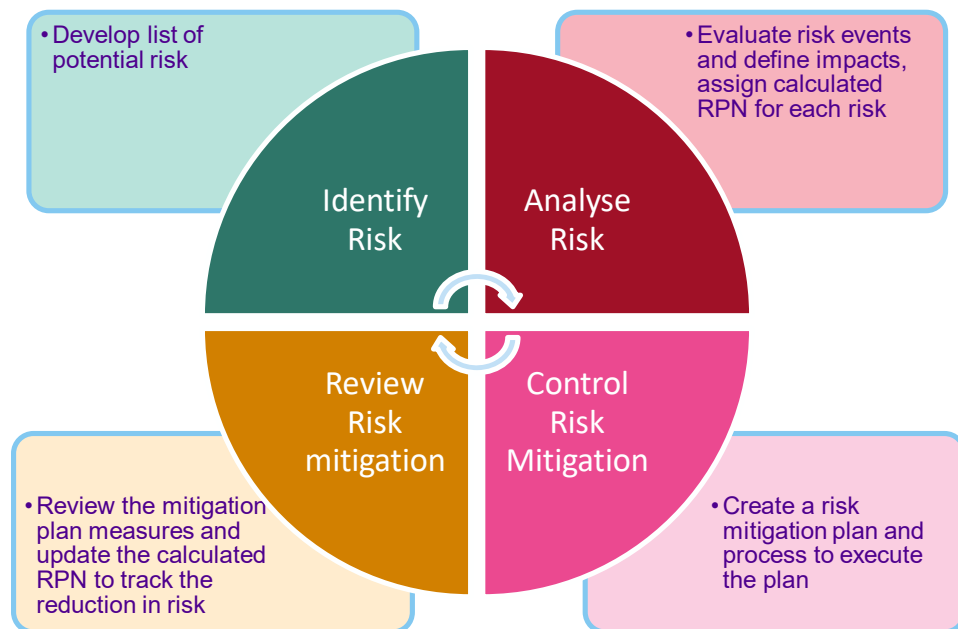 • Develop list of
potential risk
• Evaluate risk events
and define impacts,
assign calculated
RPN for each risk
Identify
Risk
Analyse
Risk
Review
Risk
mitigation
Control
Risk
Mitigation
• Review the mitigation
plan measures and
update the calculated
RPN to track the
reduction in risk
• Create a risk
mitigation plan and
process to execute
the plan